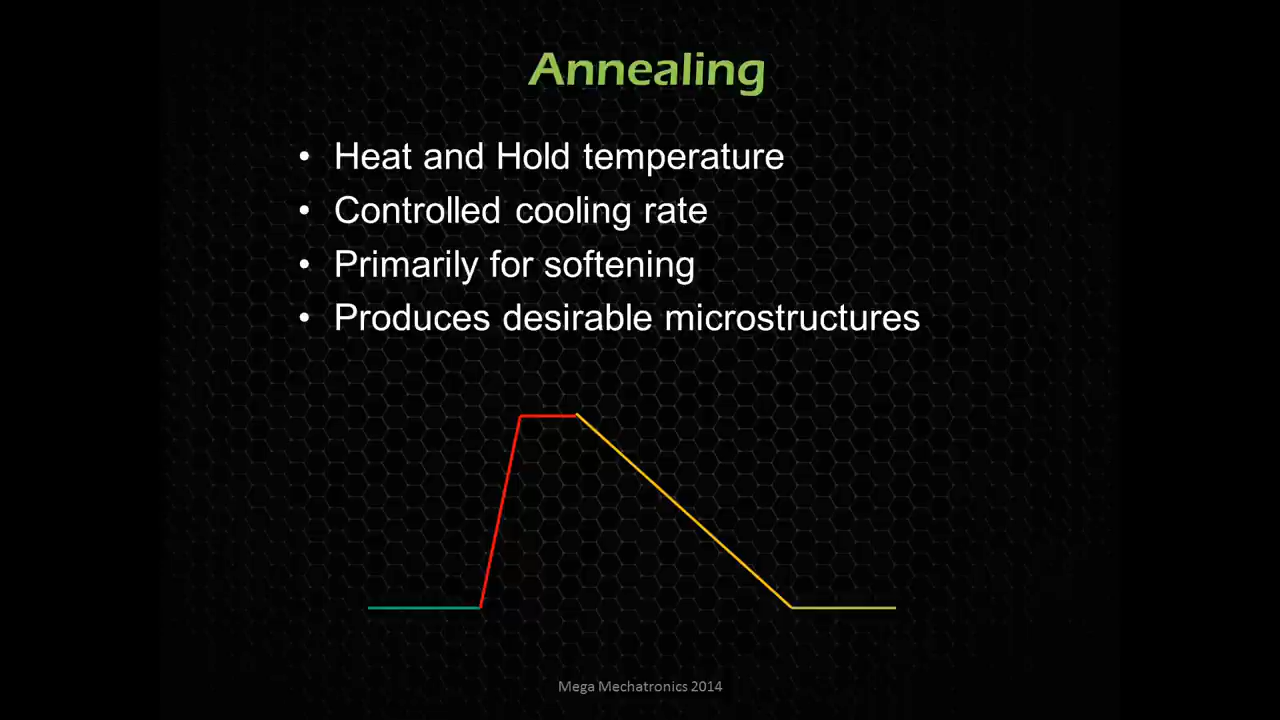 Annealing
• Heat and Hold temperature
• Controlled cooling rate
• Primarily for softening
• Produces desirable microstructures
Mega Mechatronics 2014